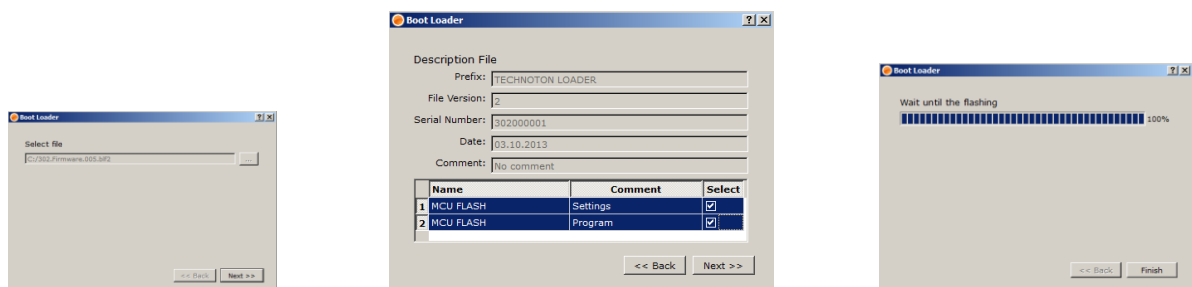 Boot Loader
Select file
C:/302.Firmware.005.blf2
...
<< Back Next >>
Boot Loader
Description File
Prefix: TECHNOTON LOADER
File Version: 2
Serial Number: 302000001
Date: 03.10.2013
Comment: No comment
Name Comment Select
1 MCU FLASH Settings
2 MCU FLASH Program
<< Back Next >>
Boot Loader
Wait until the flashing
100%
<< Back Finish